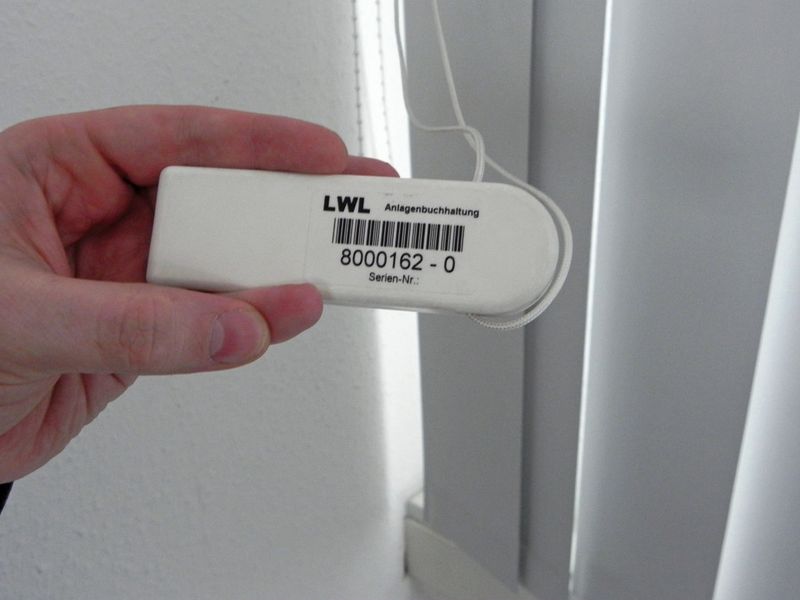 LWL Anlagenbuchhaltung
8000162 - 0
Serien-Nr.: